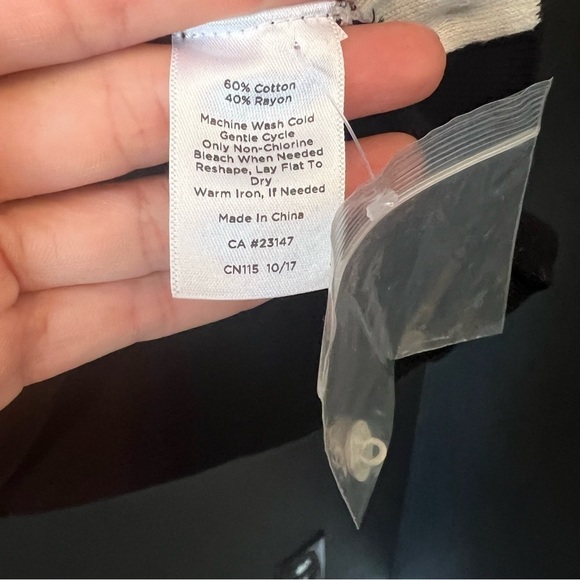 60% Cotton
40% Rayon
Machine Wash Cold
Gentle Cycle
Only Non-Chlorine
Bleach When Needed
Reshape, Lay Flat To
Dry
Warm Iron, If Needed
Made In China
CA #23147
CN115 10/17